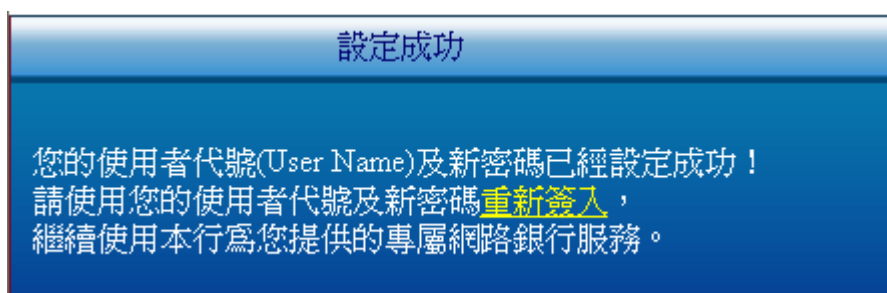 設定成功
您的使用者代號(User Name)及新密碼已經設定成功！
請使用您的使用者代號及新密碼重新簽入，
繼續使用本行為您提供的專屬網路銀行服務。